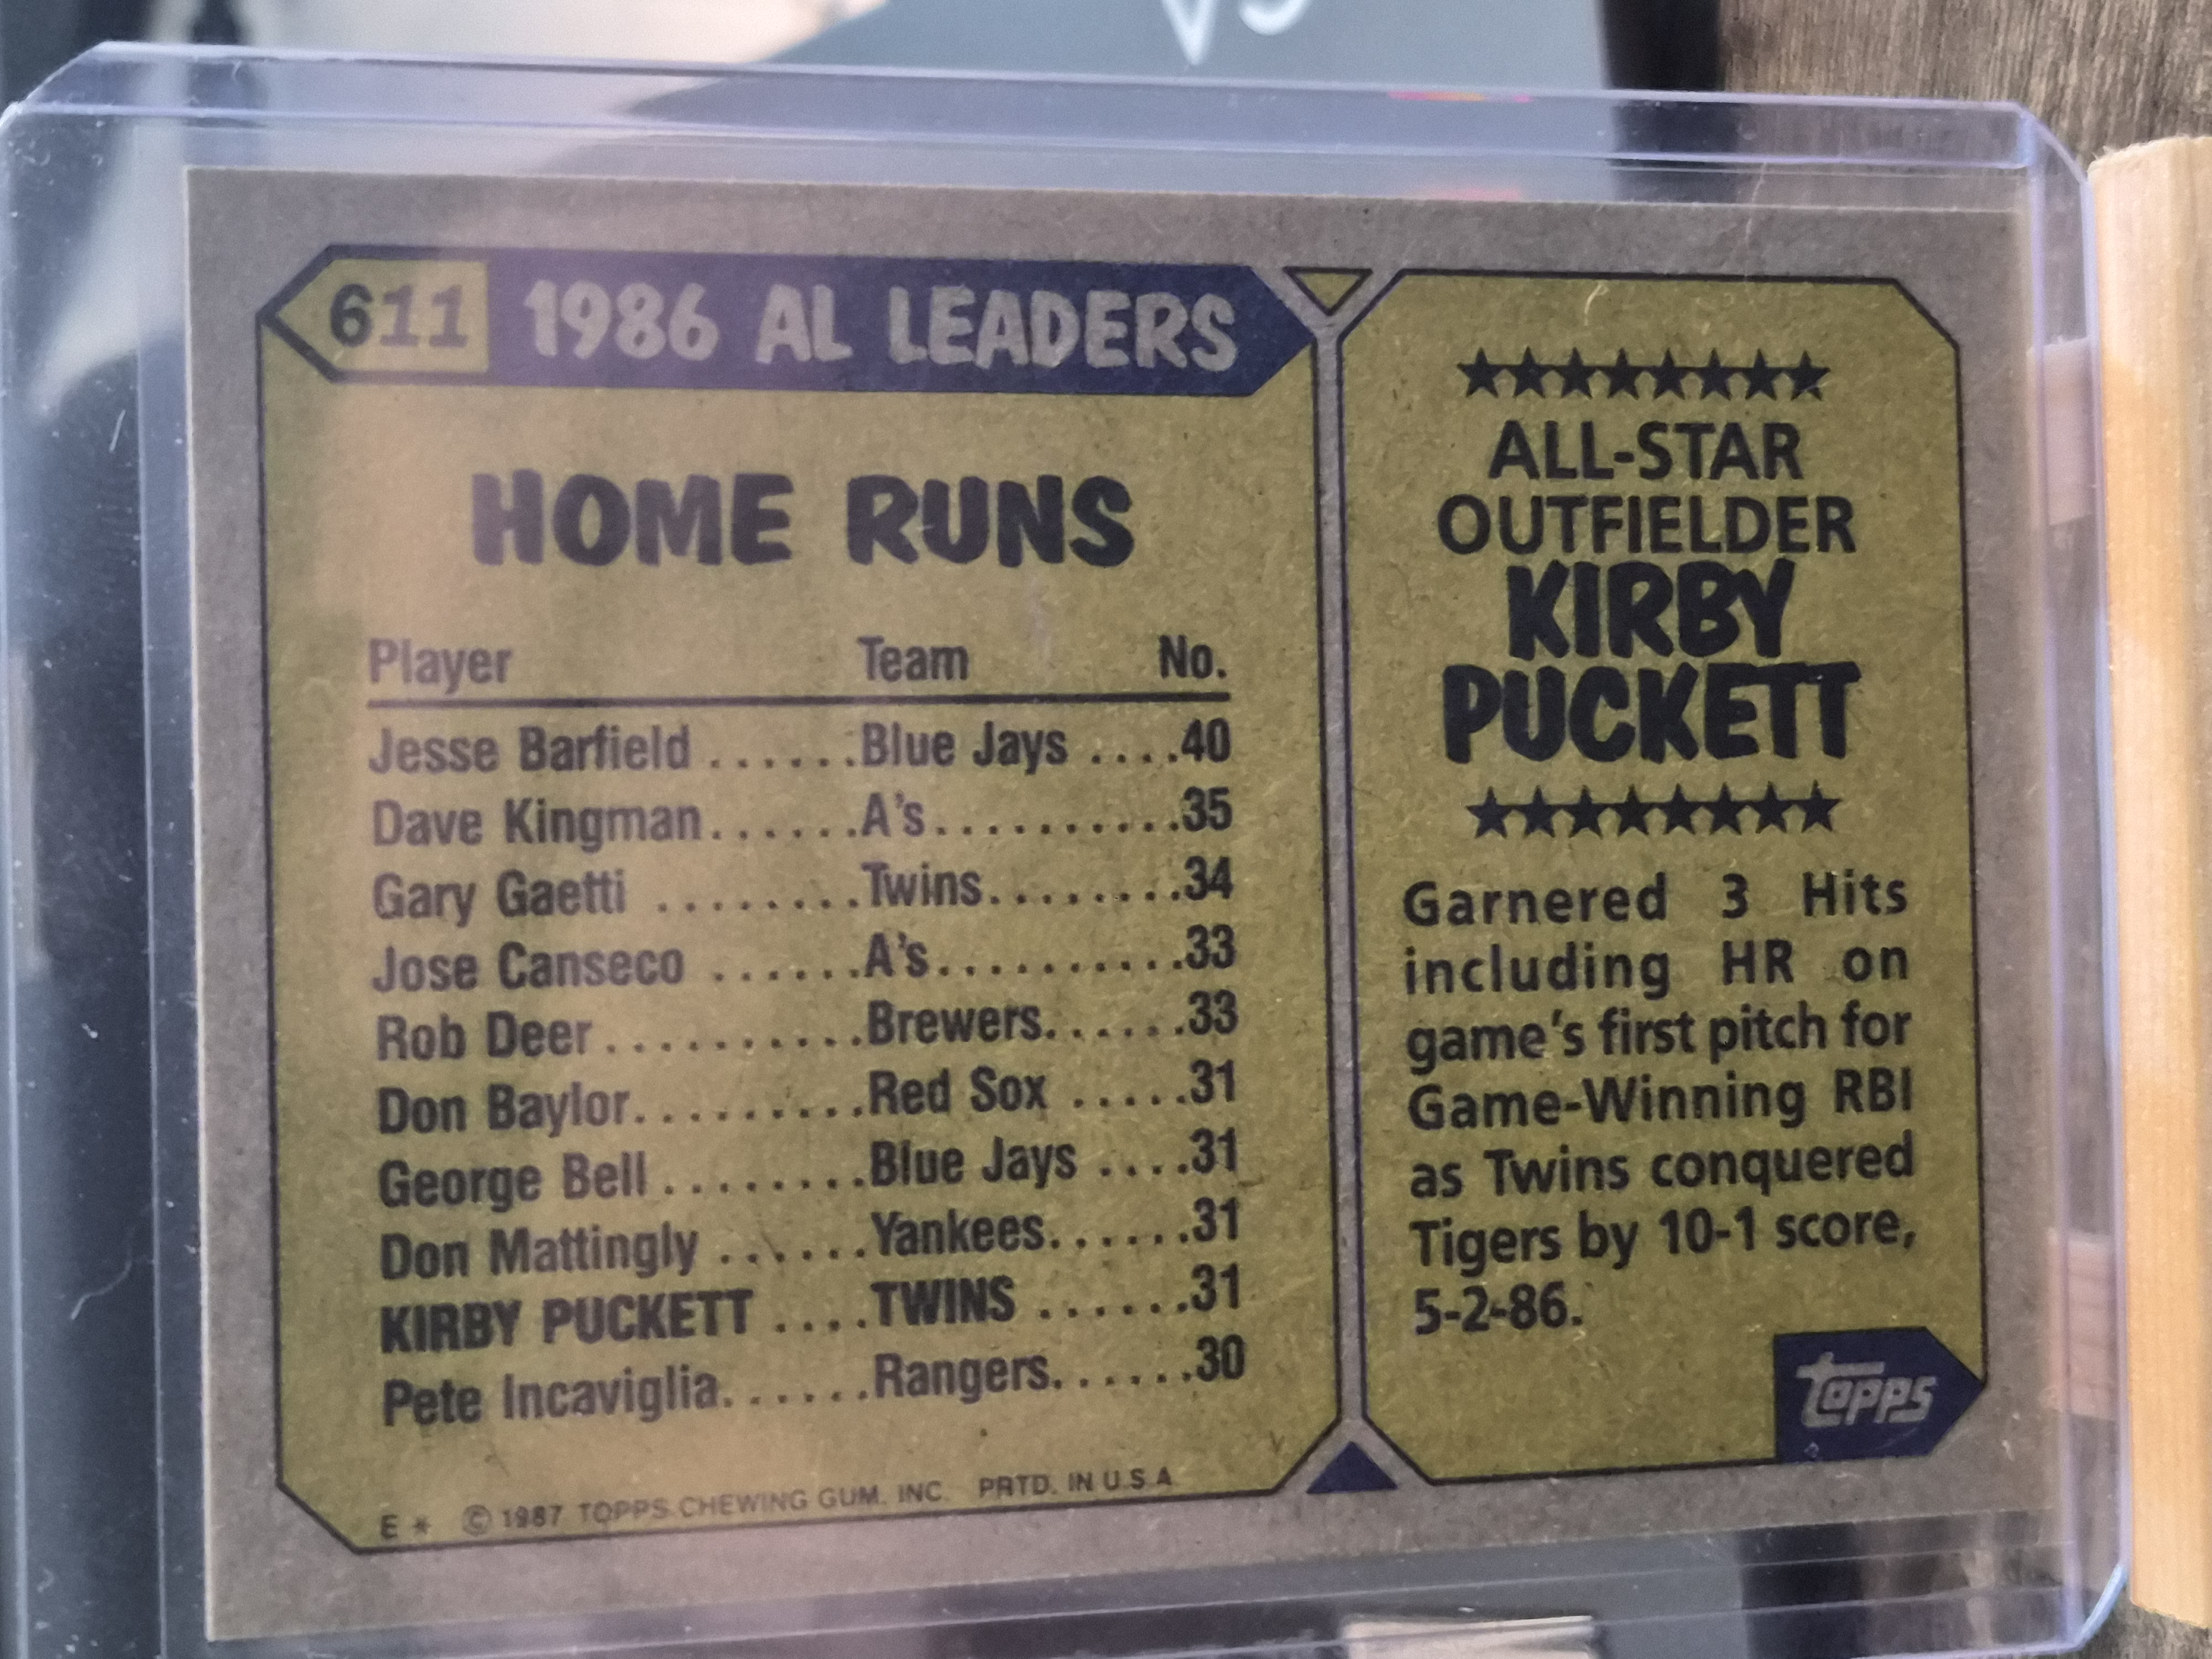 611 1986 AL LEADERS
HOME RUNS
Player Team No.
Jesse Barfield ......Blue Jays ....40
Dave Kingman......A's..........35
Gary Gaetti ........Twins........34
Jose Canseco ......A's..........33
Rob Deer..........Brewers......33
Don Baylor.........Red Sox .....31
George Bell ........Blue Jays ....31
Don Mattingly ......Yankees......31
KIRBY PUCKETT ....TWINS ......31
Pete Incaviglia......Rangers......30
E * © 1987 TOPPS CHEWING GUM. INC. PRTD. IN U.S.A.
★★★★★★★★
ALL-STAR
OUTFIELDER
KIRBY
PUCKETT
★★★★★★★★
Garnered 3 Hits
including HR on
game's first pitch for
Game-Winning RBI
as Twins conquered
Tigers by 10-1 score,
5-2-86.
topps